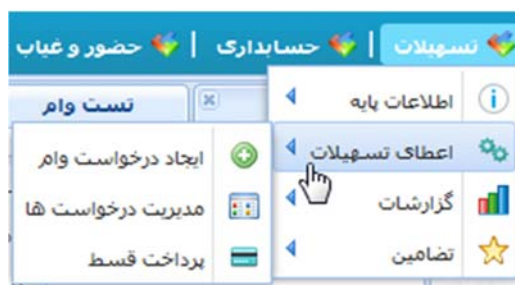 تسهیلات | حسابداری | حضور و غیاب
تست وام
اطلاعات پایه
اعطای تسهیلات
گزارشات
تضامین
ایجاد درخواست وام
مدیریت درخواست ها
پرداخت قسط